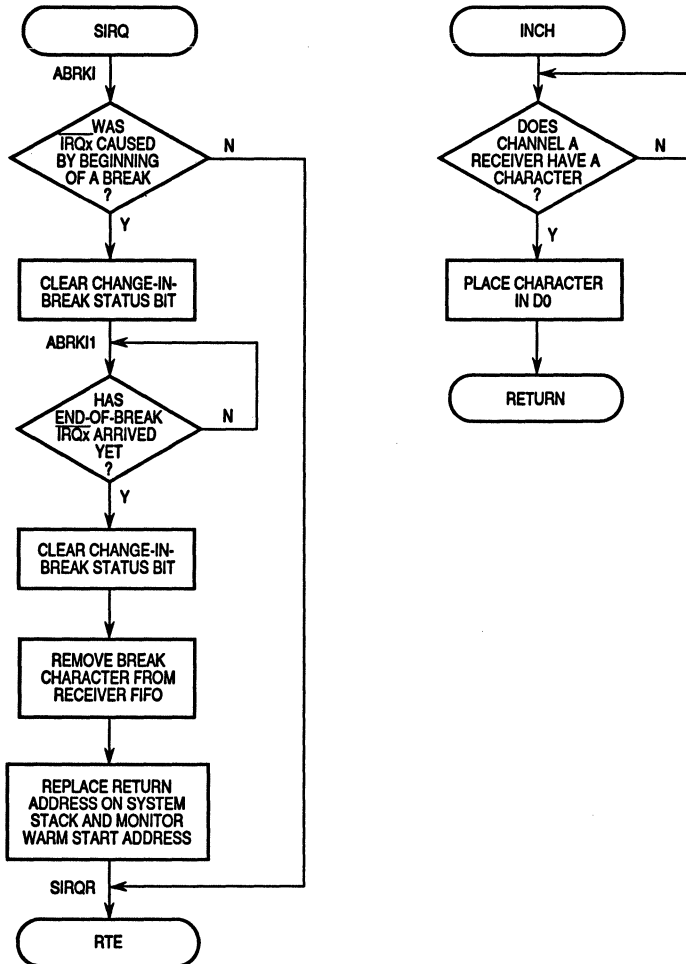 SIRQ
ABRKI
WAS
IRQx CAUSED
BY BEGINNING
OF A BREAK
?
N
Y
CLEAR CHANGE-IN-
BREAK STATUS BIT
ABRKI1
HAS
END-OF-BREAK
IRQx ARRIVED
YET
?
N
Y
CLEAR CHANGE-IN-
BREAK STATUS BIT
REMOVE BREAK
CHARACTER FROM
RECEIVER FIFO
REPLACE RETURN
ADDRESS ON SYSTEM
STACK AND MONITOR
WARM START ADDRESS
SIRQR
RTE
INCH
DOES
CHANNEL A
RECEIVER HAVE A
CHARACTER
?
N
Y
PLACE CHARACTER
IN D0
RETURN